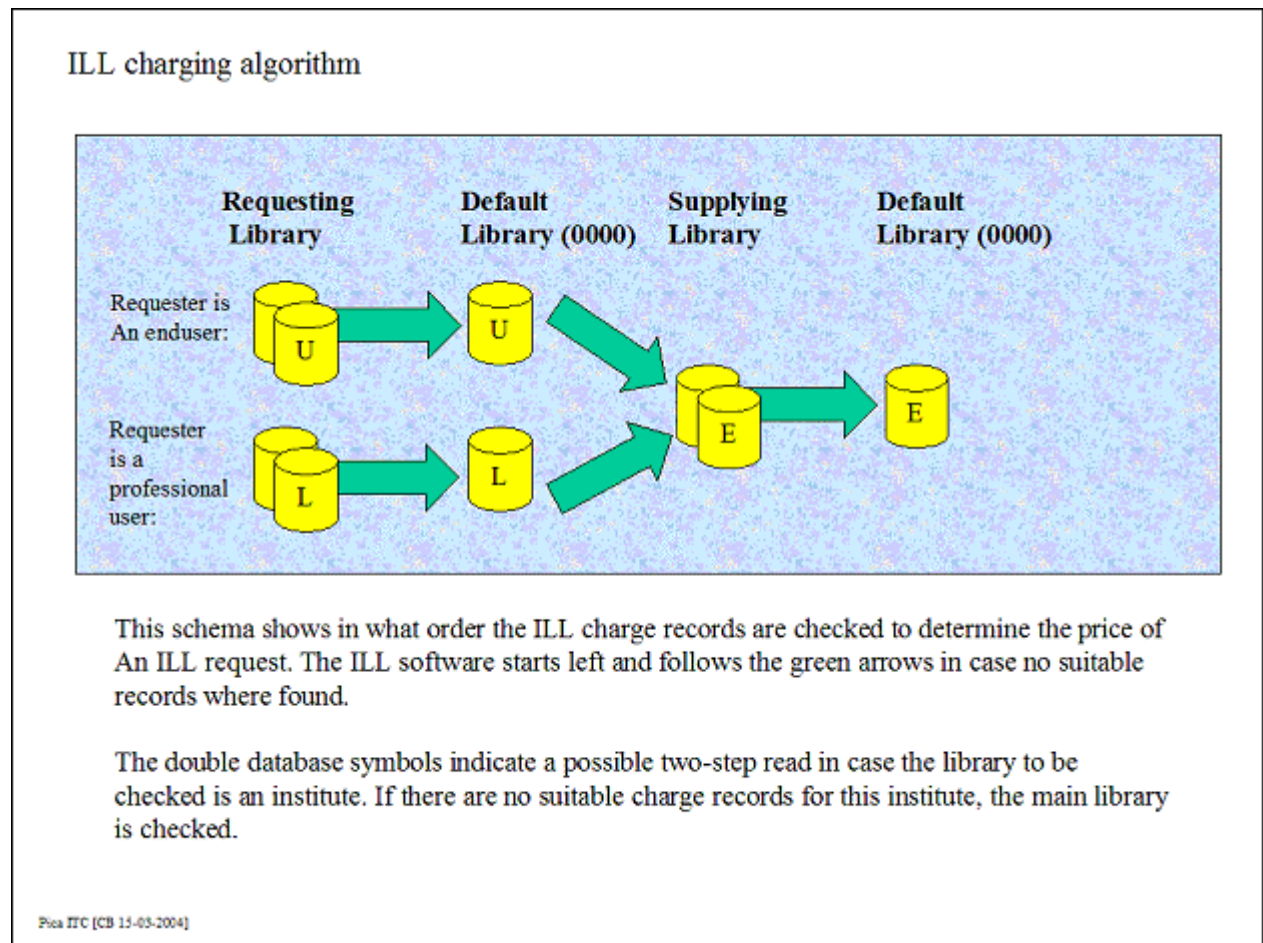 ILL charging algorithm
Requesting
Library
Default
Library (0000)
Supplying
Library
Default
Library (0000)
Requester is
An enduser:
U
U
Requester
is a
professional
user:
L
L
E
E
This schema shows in what order the ILL charge records are checked to determine the price of
An ILL request. The ILL software starts left and follows the green arrows in case no suitable
records where found.
The double database symbols indicate a possible two-step read in case the library to be
checked is an institute. If there are no suitable charge records for this institute, the main library
is checked.
Pica ITC [CB 15-03-2004]